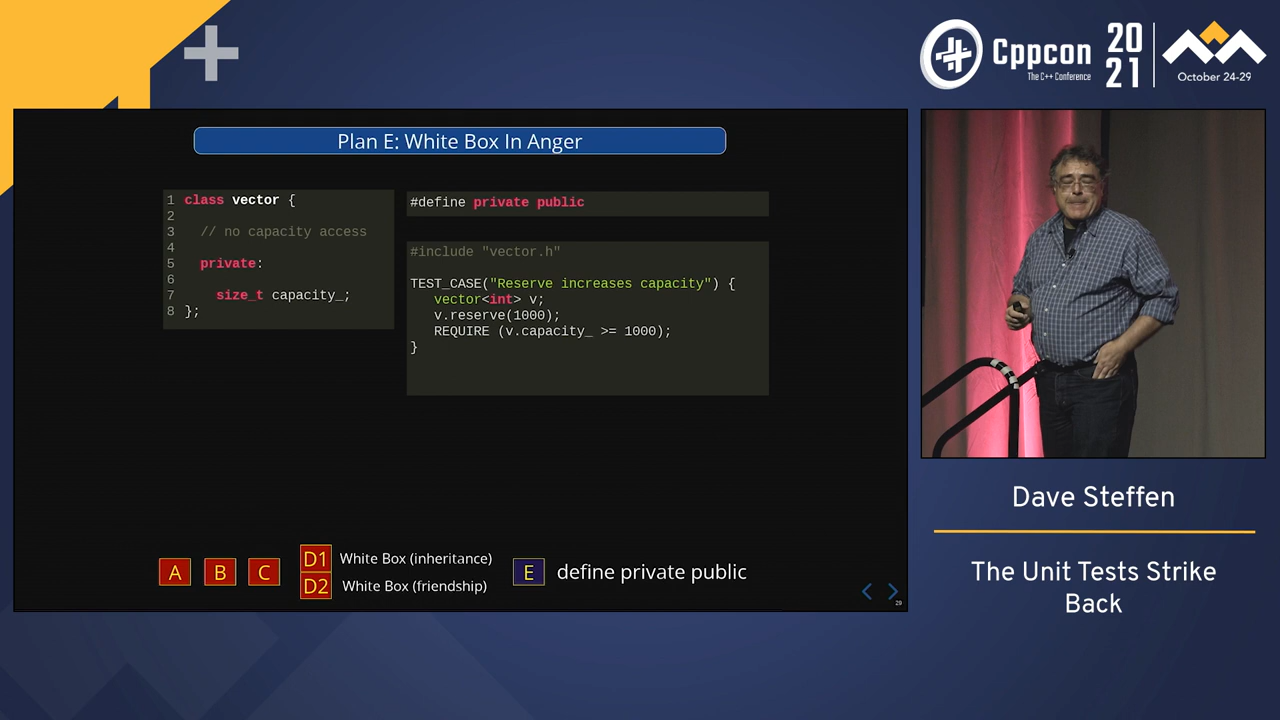 Cppcon
The C++ Conference
20
21
October 24-29
Plan E: White Box In Anger
1 class vector {
2
3 // no capacity access
4
5 private:
6
7 size_t capacity_;
8 };
#define private public
#include "vector.h"
TEST_CASE("Reserve increases capacity") {
vector<int> v;
v.reserve(1000);
REQUIRE (v.capacity_ >= 1000);
}
A B C
D1 White Box (inheritance)
D2 White Box (friendship)
E define private public
29
Dave Steffen
The Unit Tests Strike
Back